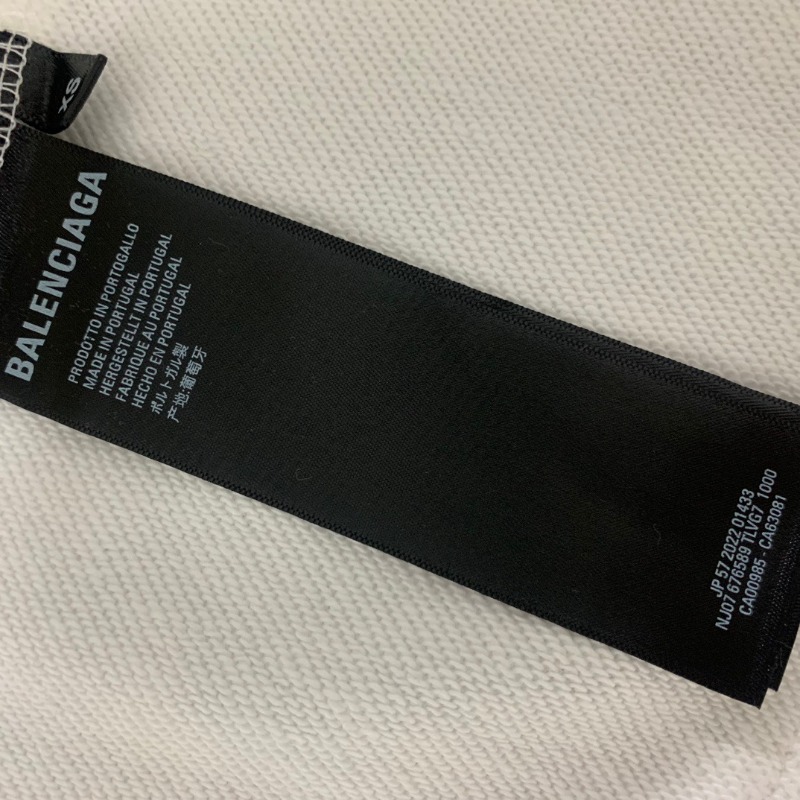 XS
BALENCIAGA
PRODOTTO IN PORTOGALLO
MADE IN PORTUGAL
HERGESTELLT IN PORTUGAL
FABRIQUE AU PORTUGAL
HECHO EN PORTUGAL
ポルトガル製
产地:葡萄牙
JP 57 2022 01433
NJ07 676589 TLVG7 1000
CA00985 - CA63081